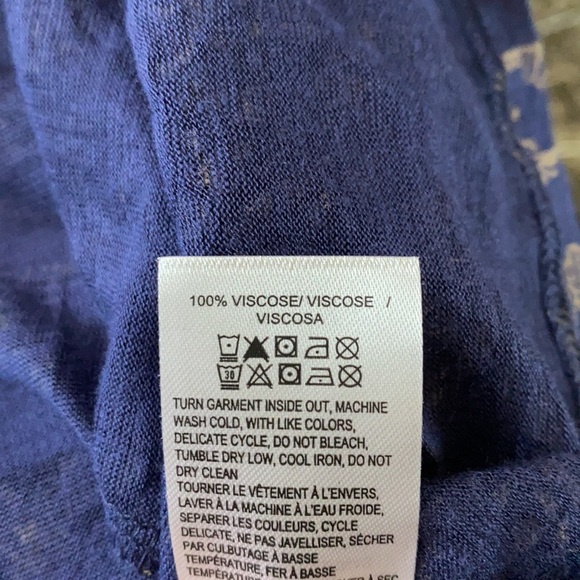 100% VISCOSE/ VISCOSE /
VISCOSA
30
TURN GARMENT INSIDE OUT, MACHINE
WASH COLD, WITH LIKE COLORS,
DELICATE CYCLE, DO NOT BLEACH,
TUMBLE DRY LOW, COOL IRON, DO NOT
DRY CLEAN
TOURNER LE VÊTEMENT À L'ENVERS,
LAVER À LA MACHINE À L'EAU FROIDE,
SEPARER LES COULEURS, CYCLE
DELICATE, NE PAS JAVELLISER, SÉCHER
PAR CULBUTAGE À BASSE
TEMPÉRATURE, FER À BASSE